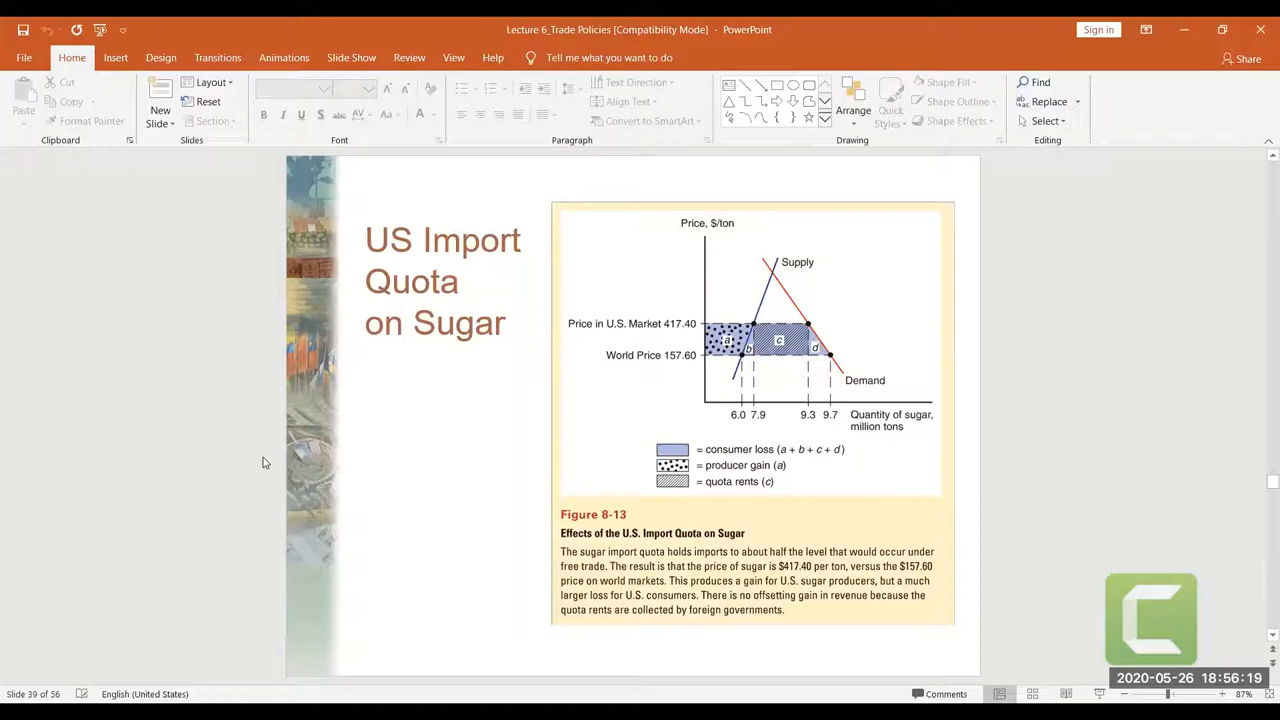 Lecture 6_Trade Policies [Compatibility Mode] - PowerPoint
Sign in
File Home Insert Design Transitions Animations Slide Show Review View Help Tell me what you want to do
Share
Paste
Cut
Copy
Format Painter
Clipboard
New Slide
Layout
Reset
Section
Slides
B I U S abc AV Aa A
Font
Text Direction
Align Text
Convert to SmartArt
Paragraph
Arrange
Quick Styles
Shape Fill
Shape Outline
Shape Effects
Drawing
Find
Replace
Select
Editing
US Import
Quota
on Sugar
Price, $/ton
Supply
Price in U.S. Market 417.40
a
b
c
d
World Price 157.60
Demand
6.0 7.9 9.3 9.7
Quantity of sugar,
million tons
= consumer loss (a + b + c + d)
= producer gain (a)
= quota rents (c)
Figure 8-13
Effects of the U.S. Import Quota on Sugar
The sugar import quota holds imports to about half the level that would occur under
free trade. The result is that the price of sugar is $417.40 per ton, versus the $157.60
price on world markets. This produces a gain for U.S. sugar producers, but a much
larger loss for U.S. consumers. There is no offsetting gain in revenue because the
quota rents are collected by foreign governments.
2020-05-26 18:56:19
Slide 39 of 56
English (United States)
Comments
87%